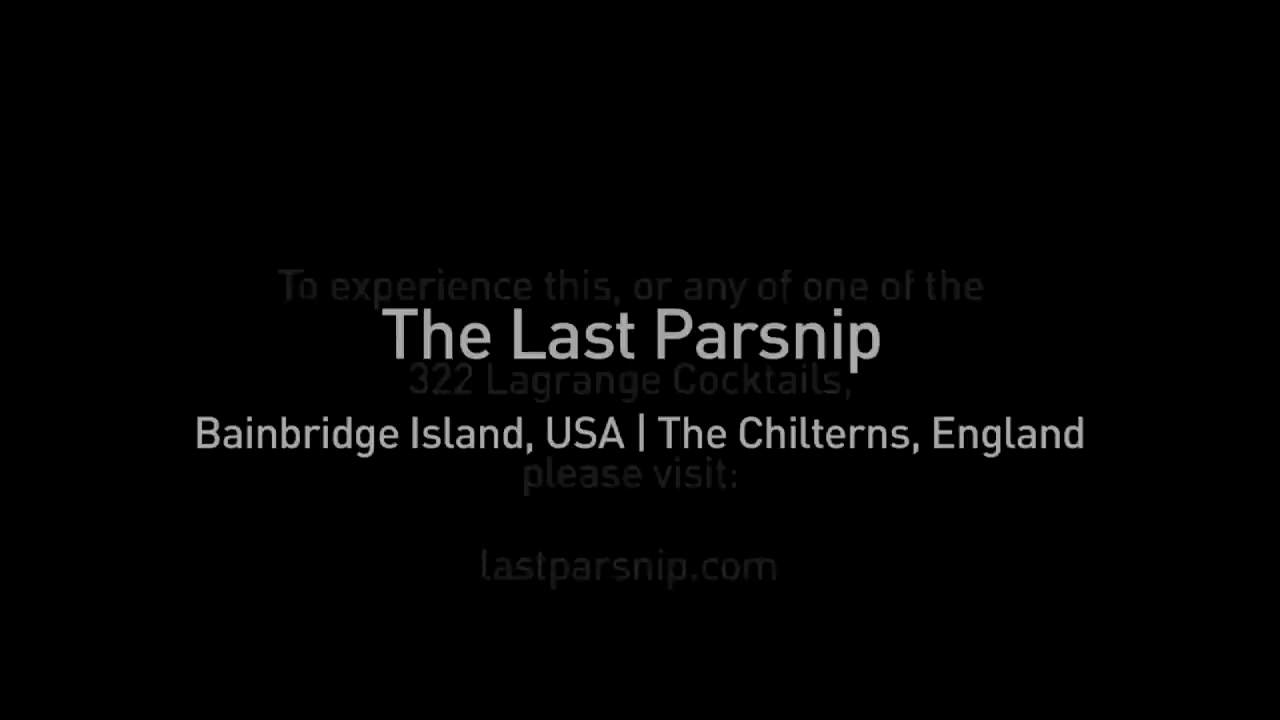 To experience this, or any of one of the
The Last Parsnip
322 Lagrange Cocktails,
Bainbridge Island, USA | The Chilterns, England
please visit:
lastparsnip.com